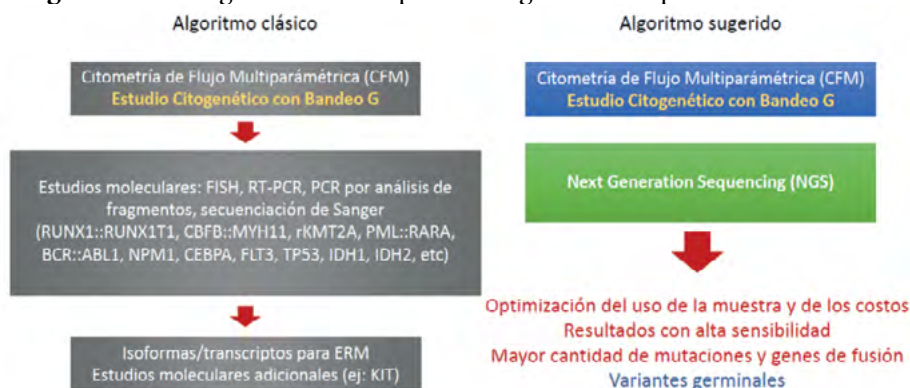 Algoritmo clásico
Citometría de Flujo Multiparámétrica (CFM)
Estudio Citogenético con Bandeo G
Estudios moleculares: FISH, RT-PCR, PCR por análisis de
fragmentos, secuenciación de Sanger
(RUNX1::RUNX1T1, CBFB::MYH11, rKMT2A, PML::RARA,
BCR::ABL1, NPM1, CEBPA, FLT3, TP53, IDH1, IDH2, etc)
Isoformas/transcriptos para ERM
Estudios moleculares adicionales (ej: KIT)
Algoritmo sugerido
Citometría de Flujo Multiparámétrica (CFM)
Estudio Citogenético con Bandeo G
Next Generation Sequencing (NGS)
Optimización del uso de la muestra y de los costos
Resultados con alta sensibilidad
Mayor cantidad de mutaciones y genes de fusión
Variantes germinales